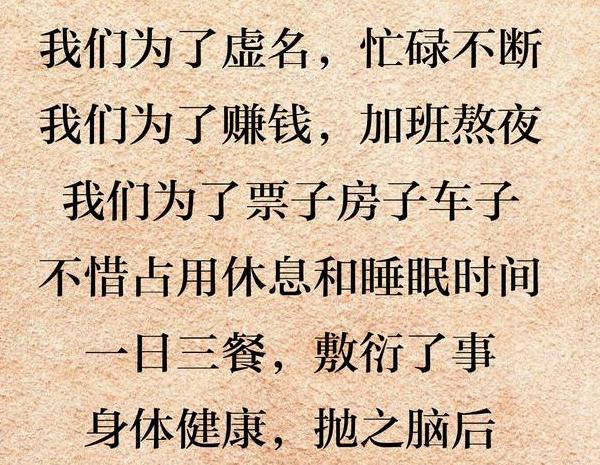 我们为了虚名，忙碌不断
我们为了赚钱，加班熬夜
我们为了票子房子车子
不惜占用休息和睡眠时间
一日三餐，敷衍了事
身体健康，抛之脑后